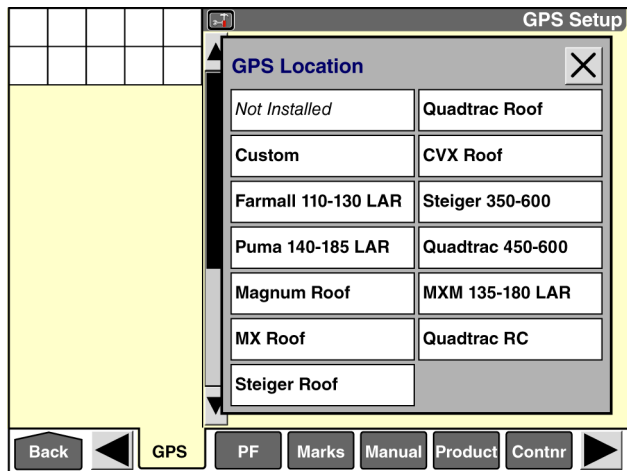 GPS Setup
GPS Location
Not Installed
Quadtrac Roof
Custom
CVX Roof
Farmall 110-130 LAR
Steiger 350-600
Puma 140-185 LAR
Quadtrac 450-600
Magnum Roof
MXM 135-180 LAR
MX Roof
Quadtrac RC
Steiger Roof
Back
GPS
PF
Marks
Manual
Product
Contnr